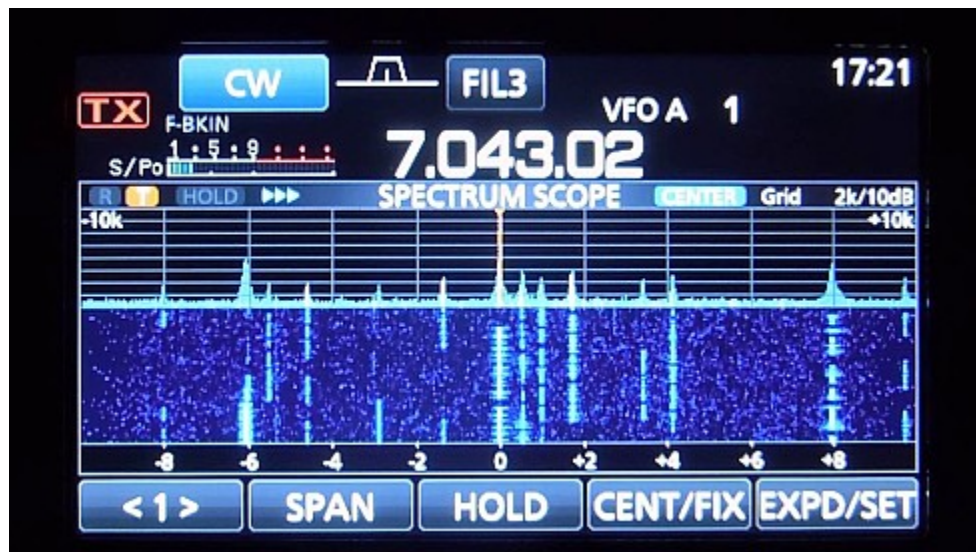 CW FIL3 17:21
TX F-BKIN VFO A 1
S/Po 1 : 5 : 9 : : : 7.043.02
R T HOLD ▶▶▶ SPECTRUM SCOPE CENTER Grid 2k/10dB
-10k +10k
-8 -6 -4 -2 0 +2 +4 +6 +8
< 1 > SPAN HOLD CENT/FIX EXPD/SET